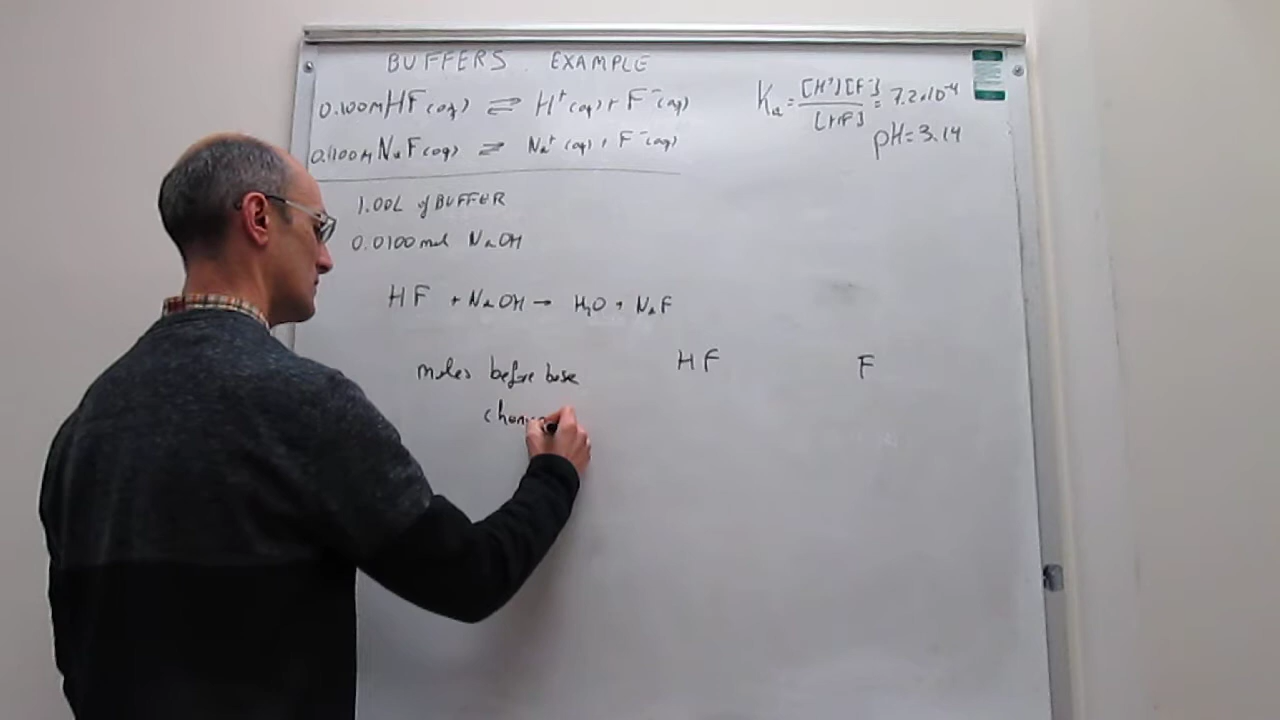 BUFFERS EXAMPLE
0.100M HF(aq) ⇌ H⁺(aq) + F⁻(aq)
0.100M NaF(aq) ⇌ Na⁺(aq) + F⁻(aq)
Ka = [H⁺][F⁻] / [HF] = 7.2x10⁻⁴
pH = 3.14
1.00L of BUFFER
0.0100 mol NaOH
HF + NaOH → H₂O + NaF
HF F
moles before base
chang